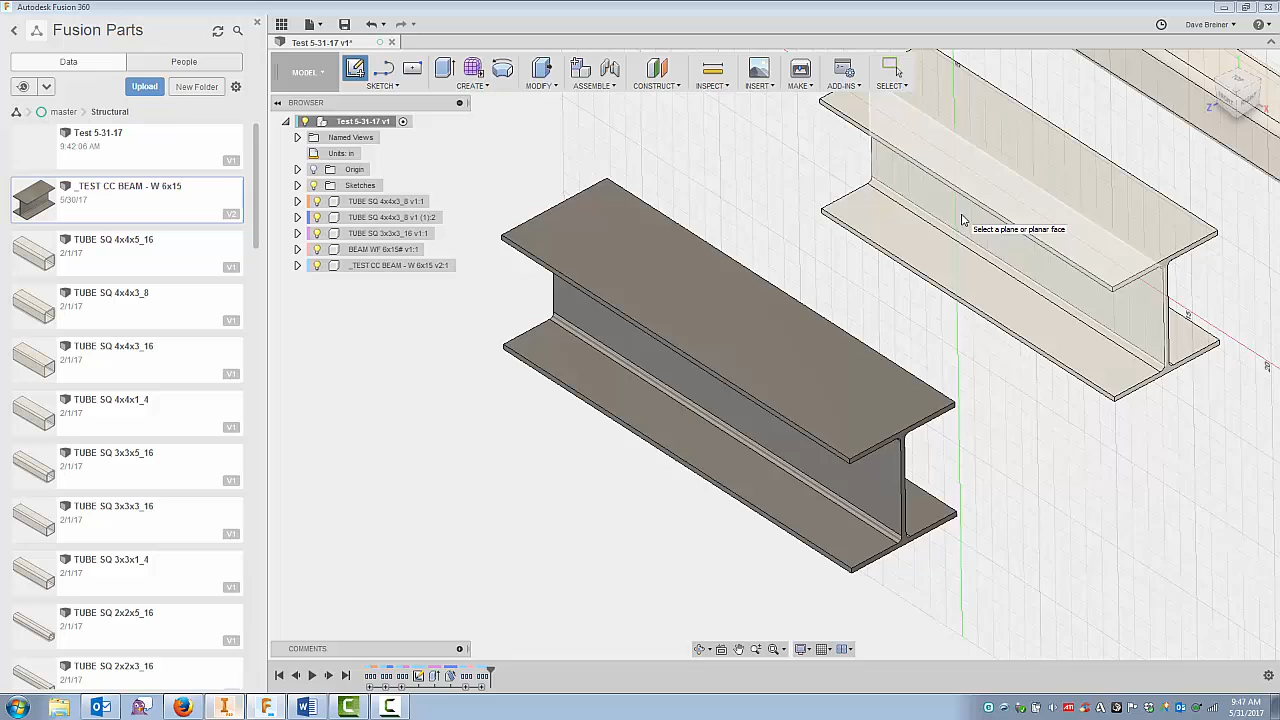 Autodesk Fusion 360
Fusion Parts
Data
People
Upload
New Folder
master
Structural
Test 5-31-17
9:42:06 AM
V1
_TEST CC BEAM - W 6x15
5/30/17
V2
TUBE SQ 4x4x5_16
2/1/17
V1
TUBE SQ 4x4x3_8
2/1/17
V1
TUBE SQ 4x4x3_16
2/1/17
V1
TUBE SQ 4x4x1_4
2/1/17
V1
TUBE SQ 3x3x5_16
2/1/17
V1
TUBE SQ 3x3x3_16
2/1/17
V1
TUBE SQ 3x3x1_4
2/1/17
V1
TUBE SQ 2x2x5_16
2/1/17
V1
TUBE SQ 2x2x3_16
2/1/17
Dave Breiner
Test 5-31-17 v1*
MODEL
SKETCH
CREATE
MODIFY
ASSEMBLE
CONSTRUCT
INSPECT
INSERT
MAKE
ADD-INS
SELECT
BROWSER
Test 5-31-17 v1
Named Views
Units: in
Origin
Sketches
TUBE SQ 4x4x3_8 v1:1
TUBE SQ 4x4x3_8 v1 (1):2
TUBE SQ 3x3x3_16 v1:1
BEAM WF 6x15# v1:1
_TEST CC BEAM - W 6x15 v2:1
Select a plane or planar face
Z
X
COMMENTS
9:47 AM
5/31/2017